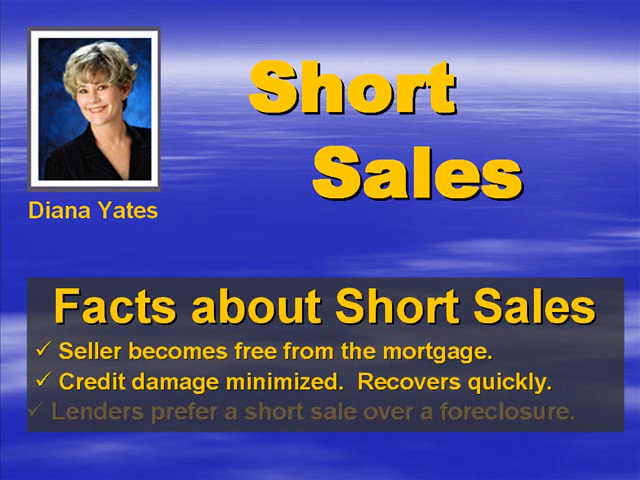 Short
Sales
Diana Yates
Facts about Short Sales
✓ Seller becomes free from the mortgage.
✓ Credit damage minimized.  Recovers quickly.
✓ Lenders prefer a short sale over a foreclosure.